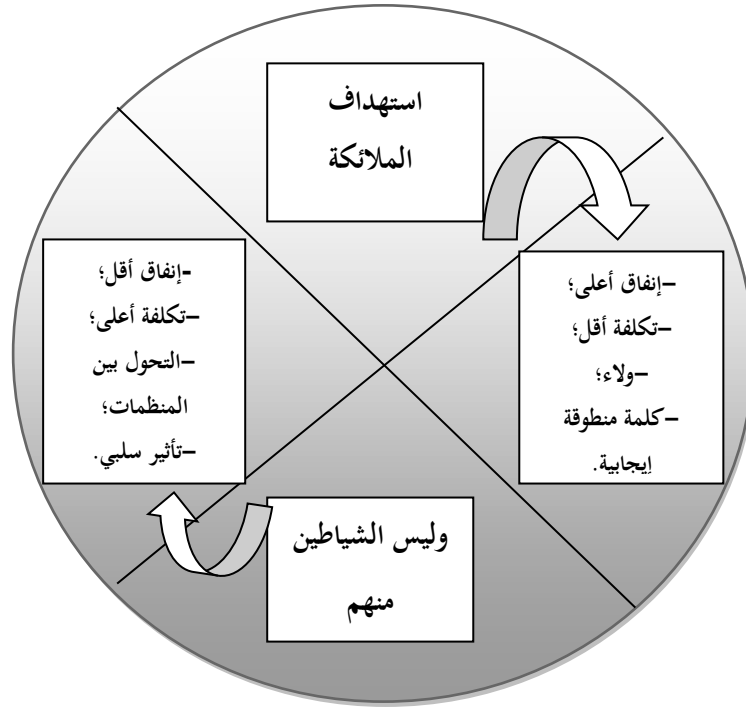 استهداف
الملائكة
–إنفاق أعلى؛
–تكلفة أقل؛
–ولاء؛
–كلمة منطوقة
إيجابية.
-إنفاق أقل؛
–تكلفة أعلى؛
–التحول بين
المنظمات؛
–تأثير سلبي.
وليس الشياطين
منهم